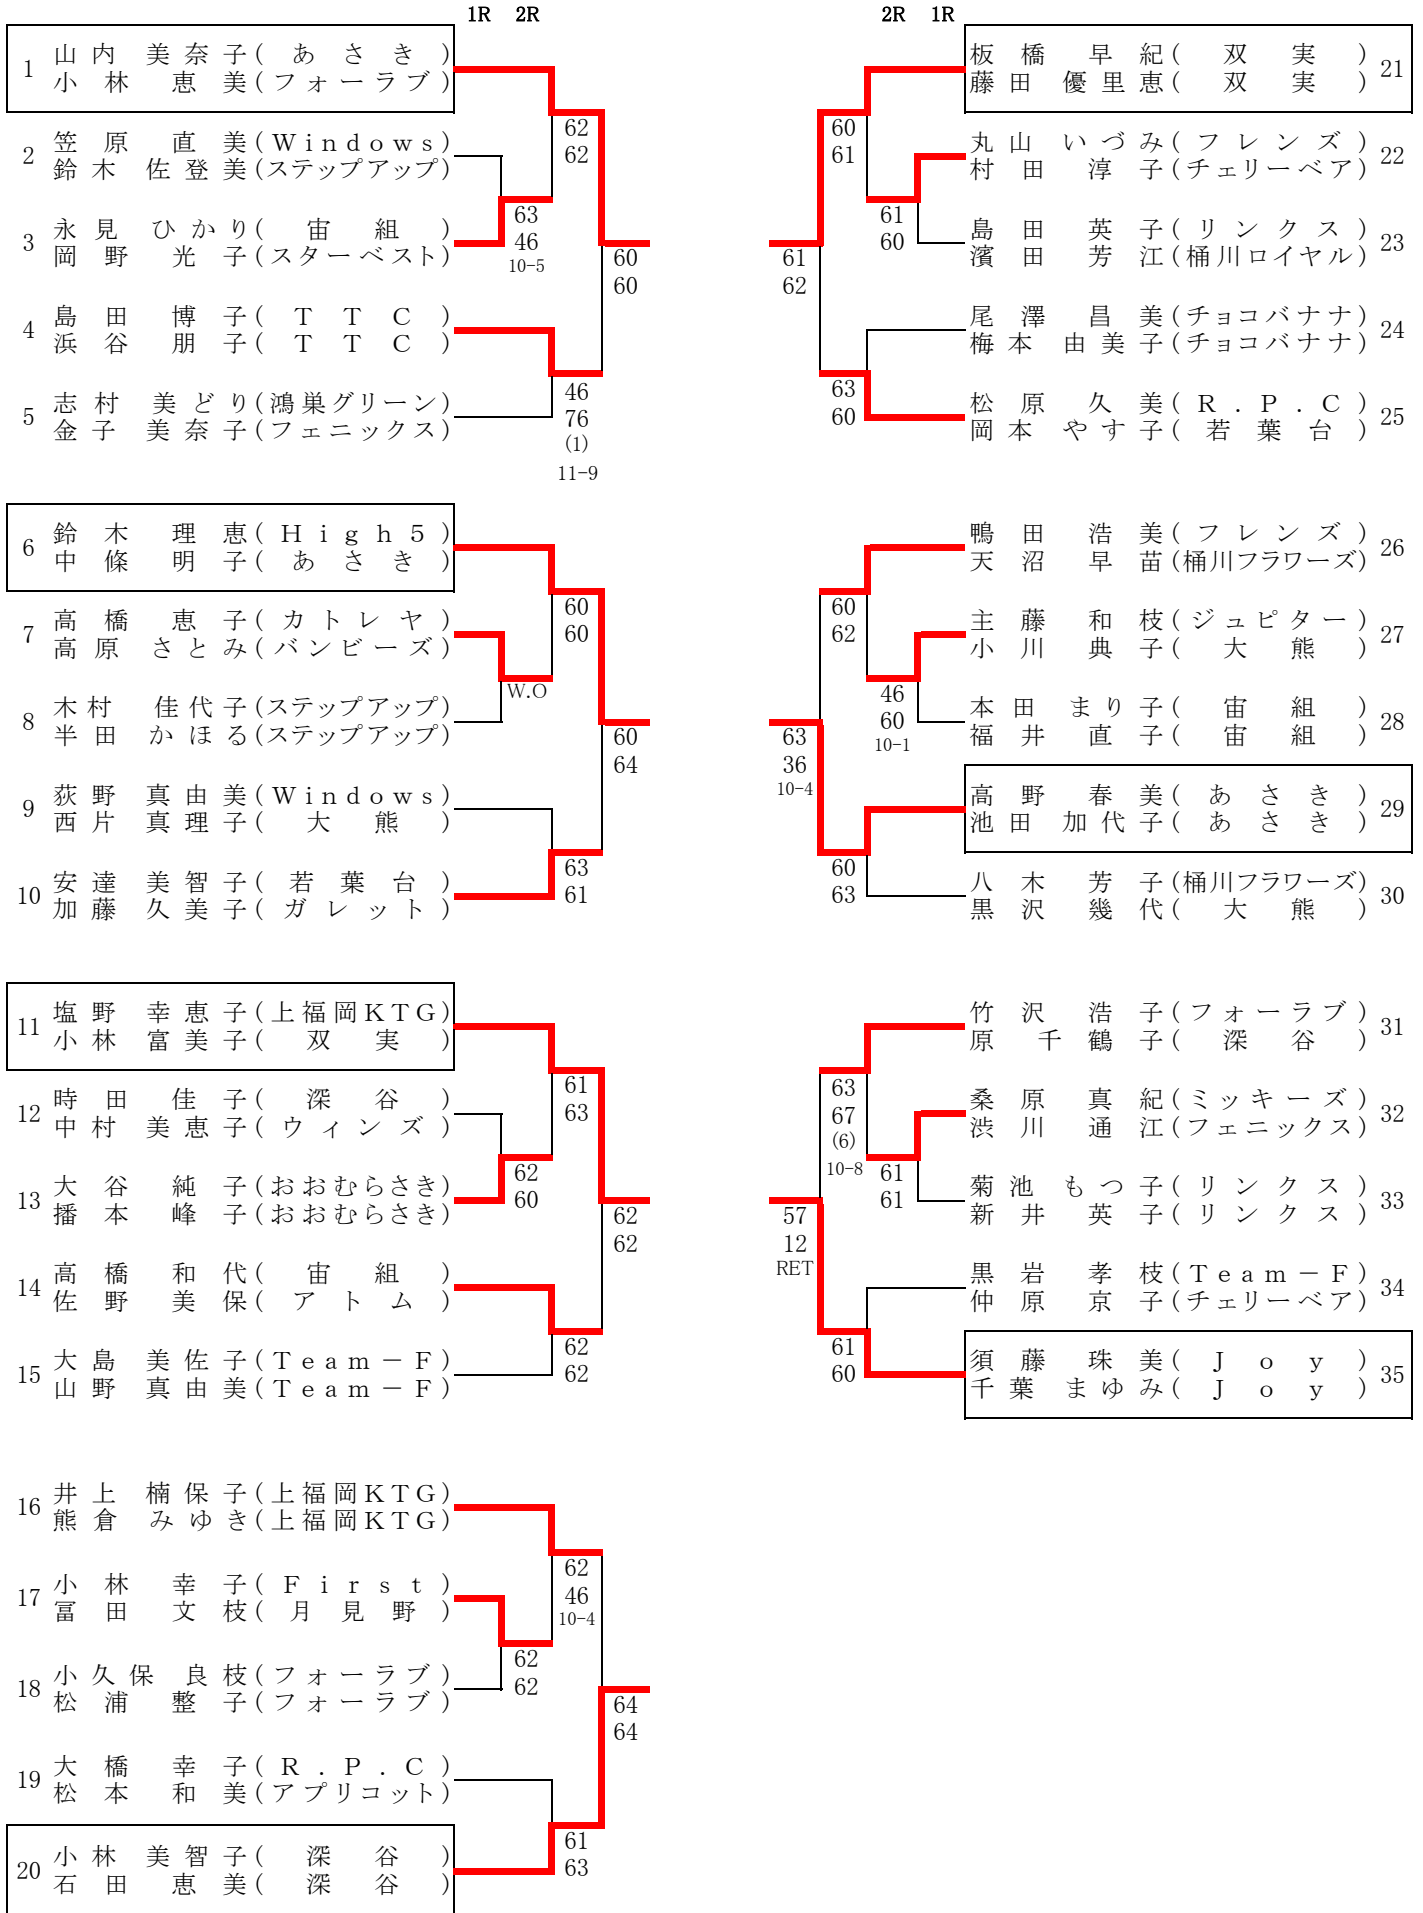 1R 2R
1 山内 美奈子(あさき)
小林 恵美(フォーラブ)
62
62
2 笠原 直美(Windows)
鈴木 佐登美(ステップアップ)
63
46
10-5
3 永見 ひかり(宙組)
岡野 光子(スターベスト)
60
60
4 島田 博子(TTC)
浜谷 朋子(TTC)
46
76
(1)
11-9
5 志村 美どり(鴻巣グリーン)
金子 美奈子(フェニックス)
6 鈴木 理恵(High5)
中條 明子(あさき)
60
60
7 高橋 恵子(カトレヤ)
高原 さとみ(バンビーズ)
W.O
8 木村 佳代子(ステップアップ)
半田 かほる(ステップアップ)
60
64
9 荻野 真由美(Windows)
西片 真理子(大熊)
63
61
10 安達 美智子(若葉台)
加藤 久美子(ガレット)
11 塩野 幸恵子(上福岡KTG)
小林 富美子(双実)
61
63
12 時田 佳子(深谷)
中村 美恵子(ウィンズ)
62
60
13 大谷 純子(おおむらさき)
播本 峰子(おおむらさき)
62
62
14 高橋 和代(宙組)
佐野 美保(アトム)
62
62
15 大島 美佐子(Team-F)
山野 真由美(Team-F)
16 井上 楠保子(上福岡KTG)
熊倉 みゆき(上福岡KTG)
62
46
10-4
17 小林 幸子(First)
冨田 文枝(月見野)
62
62
18 小久保 良枝(フォーラブ)
松浦 整子(フォーラブ)
64
64
19 大橋 幸子(R.P.C)
松本 和美(アプリコット)
61
63
20 小林 美智子(深谷)
石田 恵美(深谷)
2R 1R
板橋 早紀(双実) 21
藤田 優里恵(双実)
60
61
丸山 いづみ(フレンズ) 22
村田 淳子(チェリーベア)
61
60
島田 英子(リンクス) 23
濱田 芳江(桶川ロイヤル)
61
62
尾澤 昌美(チョコバナナ) 24
梅本 由美子(チョコバナナ)
63
60
松原 久美(R.P.C) 25
岡本 やす子(若葉台)
鴨田 浩美(フレンズ) 26
天沼 早苗(桶川フラワーズ)
60
62
主藤 和枝(ジュピター) 27
小川 典子(大熊)
46
60
10-1
本田 まり子(宙組) 28
福井 直子(宙組)
63
36
10-4
高野 春美(あさき) 29
池田 加代子(あさき)
60
63
八木 芳子(桶川フラワーズ) 30
黒沢 幾代(大熊)
竹沢 浩子(フォーラブ) 31
原 千鶴子(深谷)
63
67
(6)
10-8
桑原 真紀(ミッキーズ) 32
渋川 通江(フェニックス)
61
61
菊池 もつ子(リンクス) 33
新井 英子(リンクス)
57
12
RET
黒岩 孝枝(Team-F) 34
仲原 京子(チェリーベア)
61
60
須藤 珠美(Joy) 35
千葉 まゆみ(Joy)